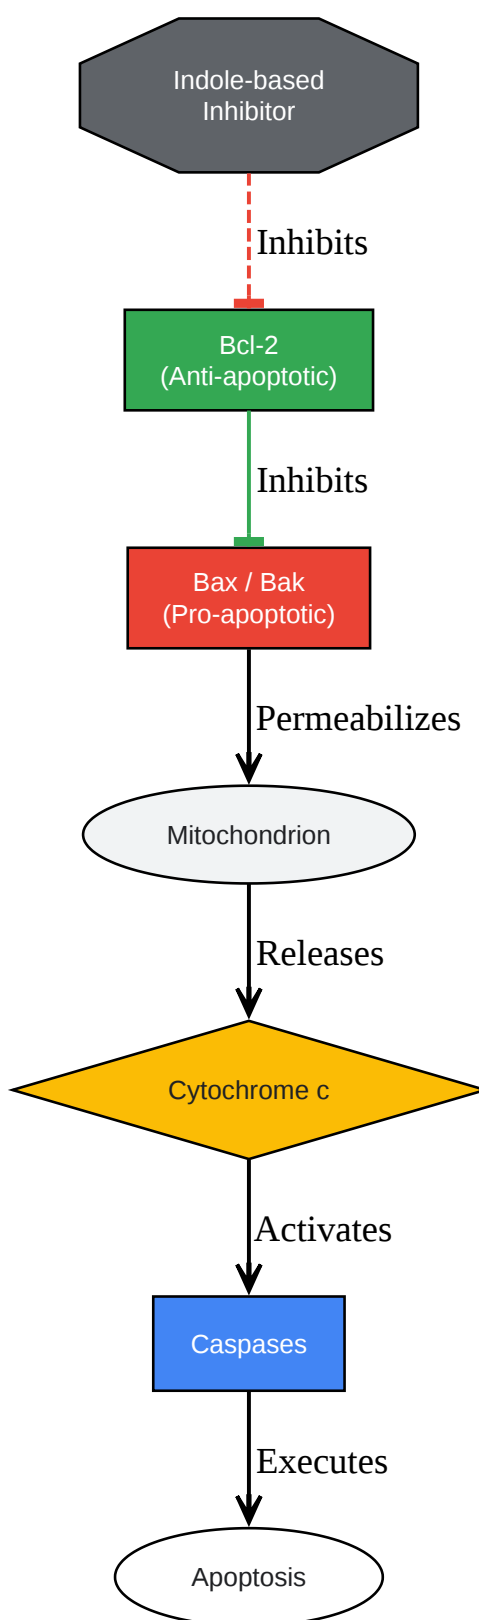 Indole-based
Inhibitor
Inhibits
Bcl-2
(Anti-apoptotic)
Inhibits
Bax / Bak
(Pro-apoptotic)
Permeabilizes
Mitochondrion
Releases
Cytochrome c
Activates
Caspases
Executes
Apoptosis